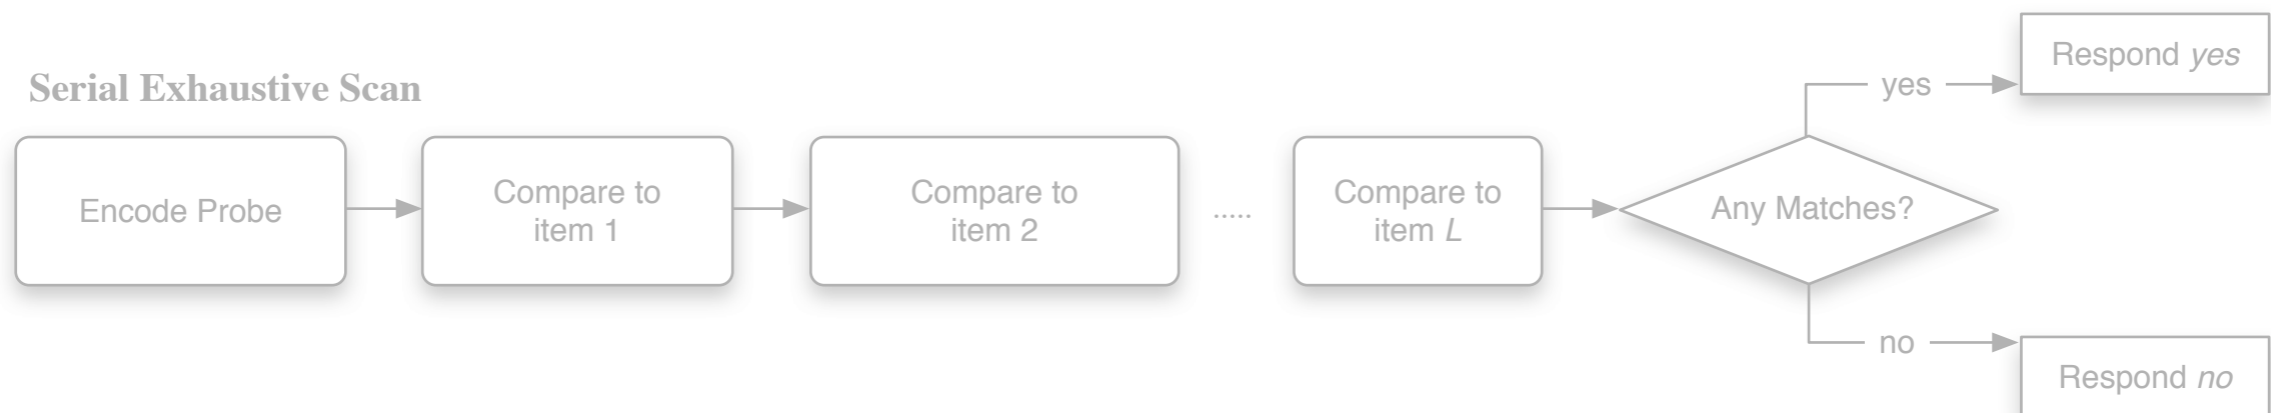 Serial Exhaustive Scan
Encode Probe
Compare to
item 1
Compare to
item 2
.....
Compare to
item L
Any Matches?
yes
Respond yes
no
Respond no